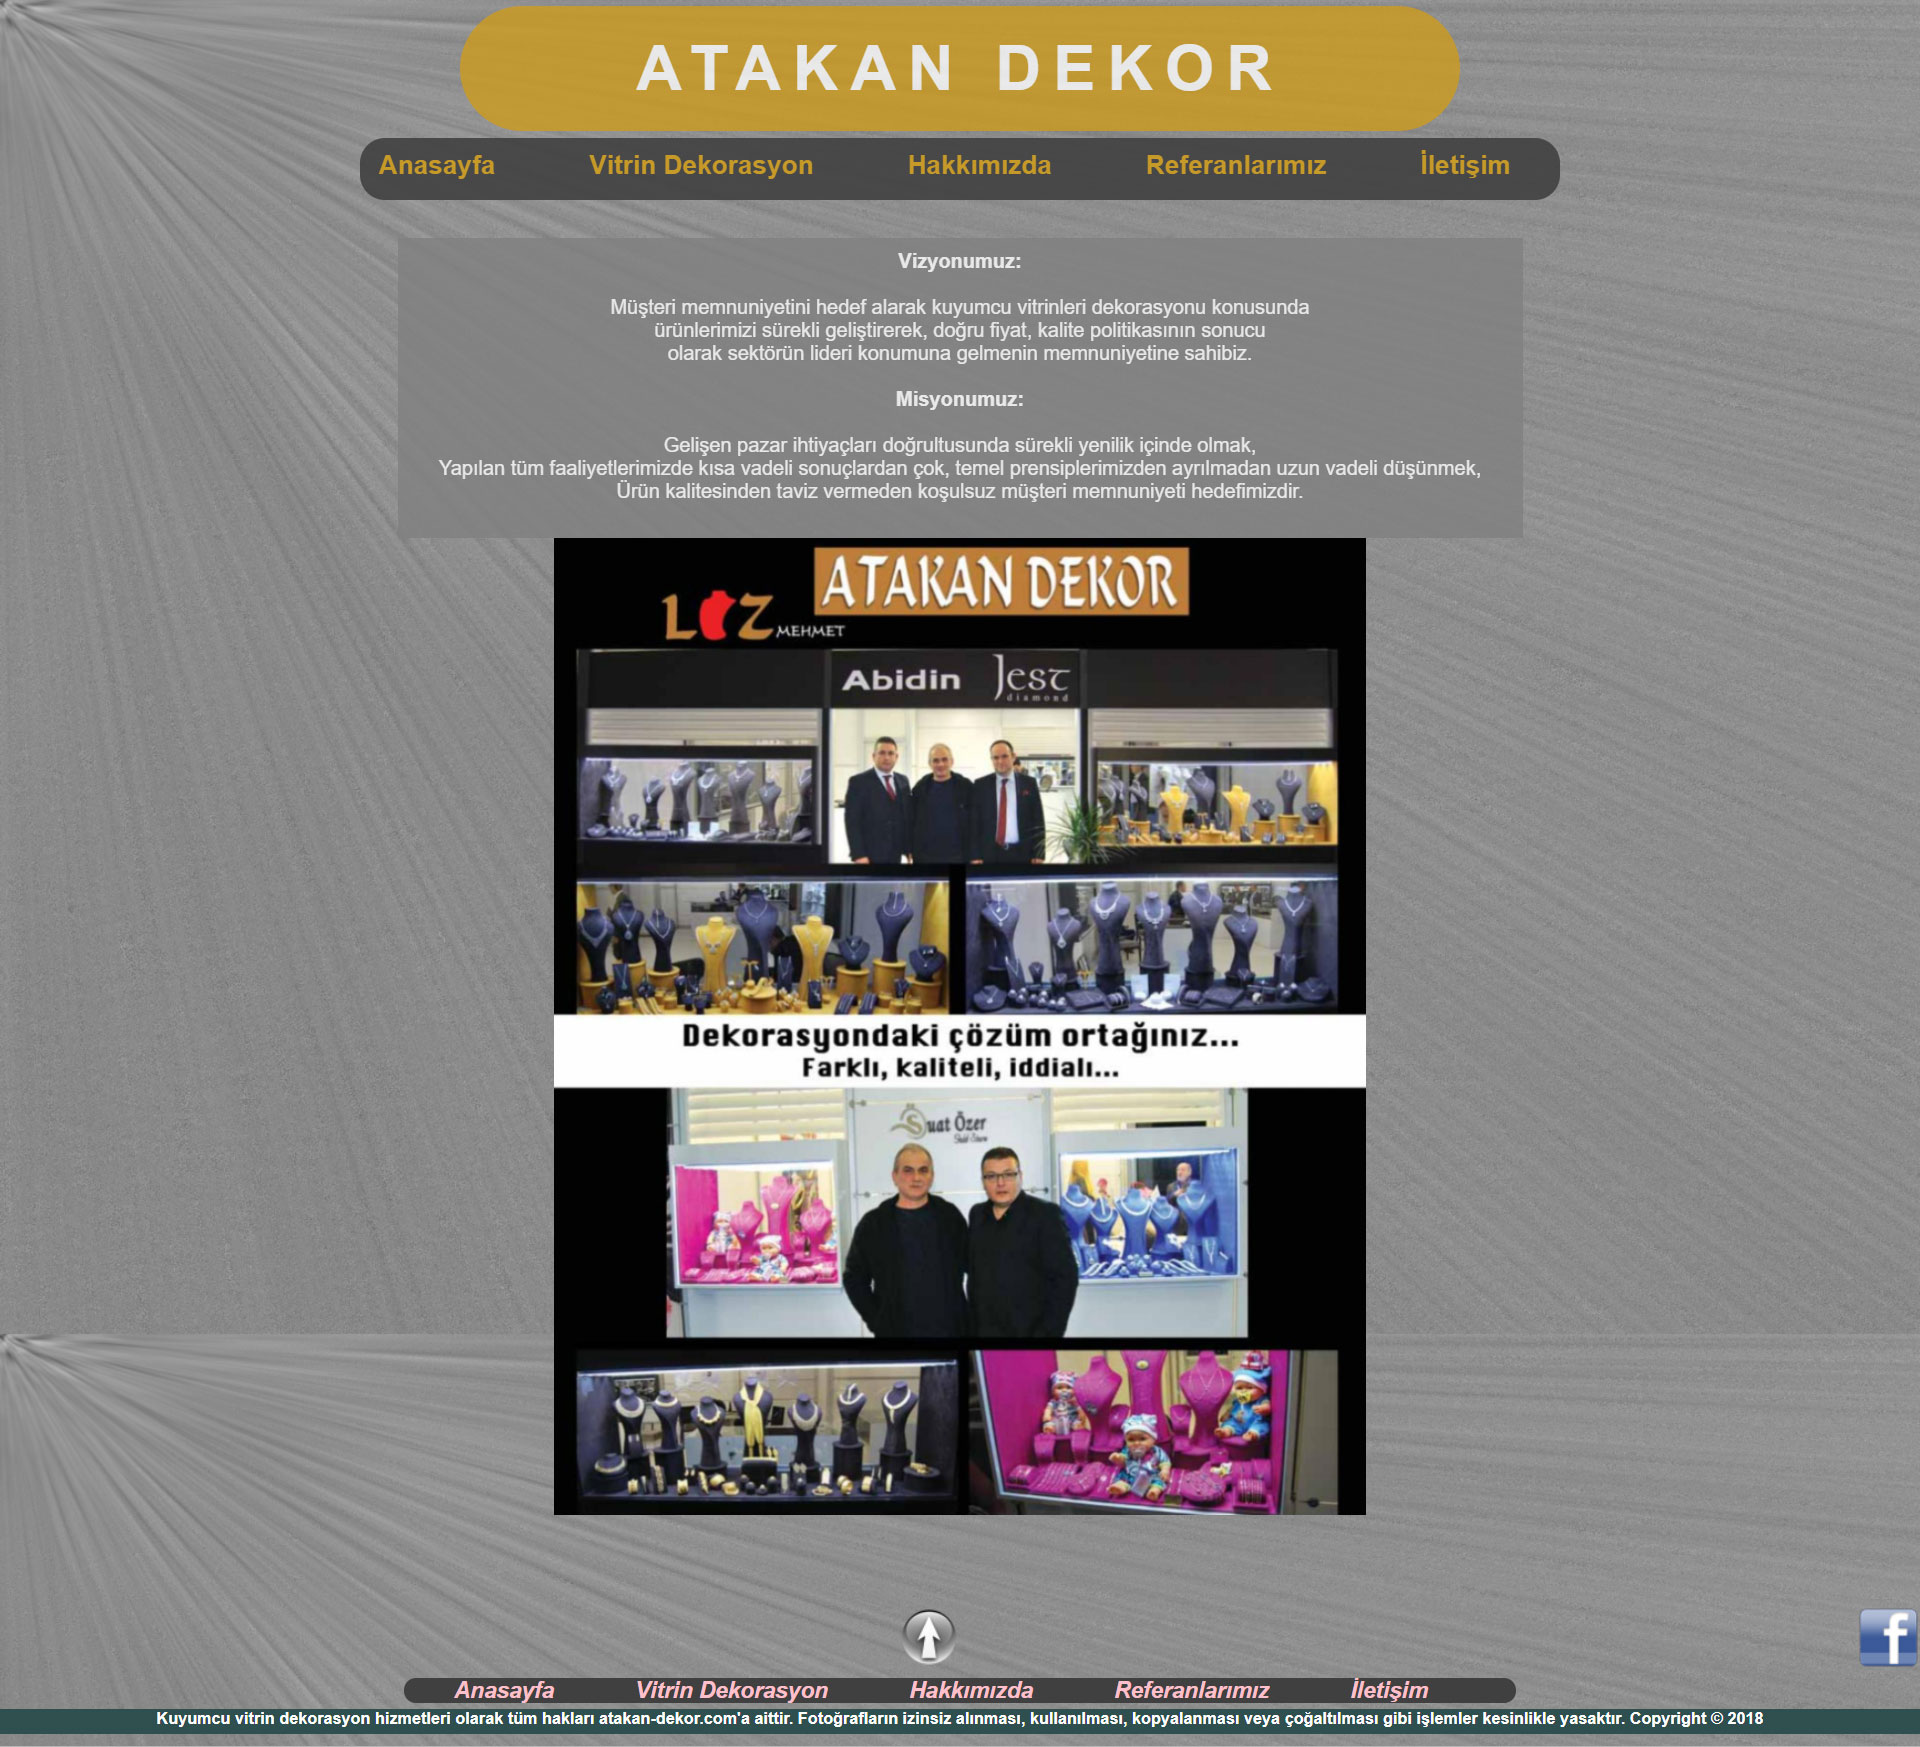 ATAKAN DEKOR
Anasayfa Vitrin Dekorasyon Hakkımızda Referanlarımız İletişim
Vizyonumuz:
Müşteri memnuniyetini hedef alarak kuyumcu vitrinleri dekorasyonu konusunda
ürünlerimizi sürekli geliştirerek, doğru fiyat, kalite politikasının sonucu
olarak sektörün lideri konumuna gelmenin memnuniyetine sahibiz.
Misyonumuz:
Gelişen pazar ihtiyaçları doğrultusunda sürekli yenilik içinde olmak,
Yapılan tüm faaliyetlerimizde kısa vadeli sonuçlardan çok, temel prensiplerimizden ayrılmadan uzun vadeli düşünmek,
Ürün kalitesinden taviz vermeden koşulsuz müşteri memnuniyeti hedefimizdir.
ATAKAN DEKOR
LAZ MEHMET
Abidin Jest
diamond
Dekorasyondaki çözüm ortağınız...
Farklı, kaliteli, iddialı...
Suat Özer
f
Anasayfa Vitrin Dekorasyon Hakkımızda Referanlarımız İletişim
Kuyumcu vitrin dekorasyon hizmetleri olarak tüm hakları atakan-dekor.com'a aittir. Fotoğrafların izinsiz alınması, kullanılması, kopyalanması veya çoğaltılması gibi işlemler kesinlikle yasaktır. Copyright © 2018